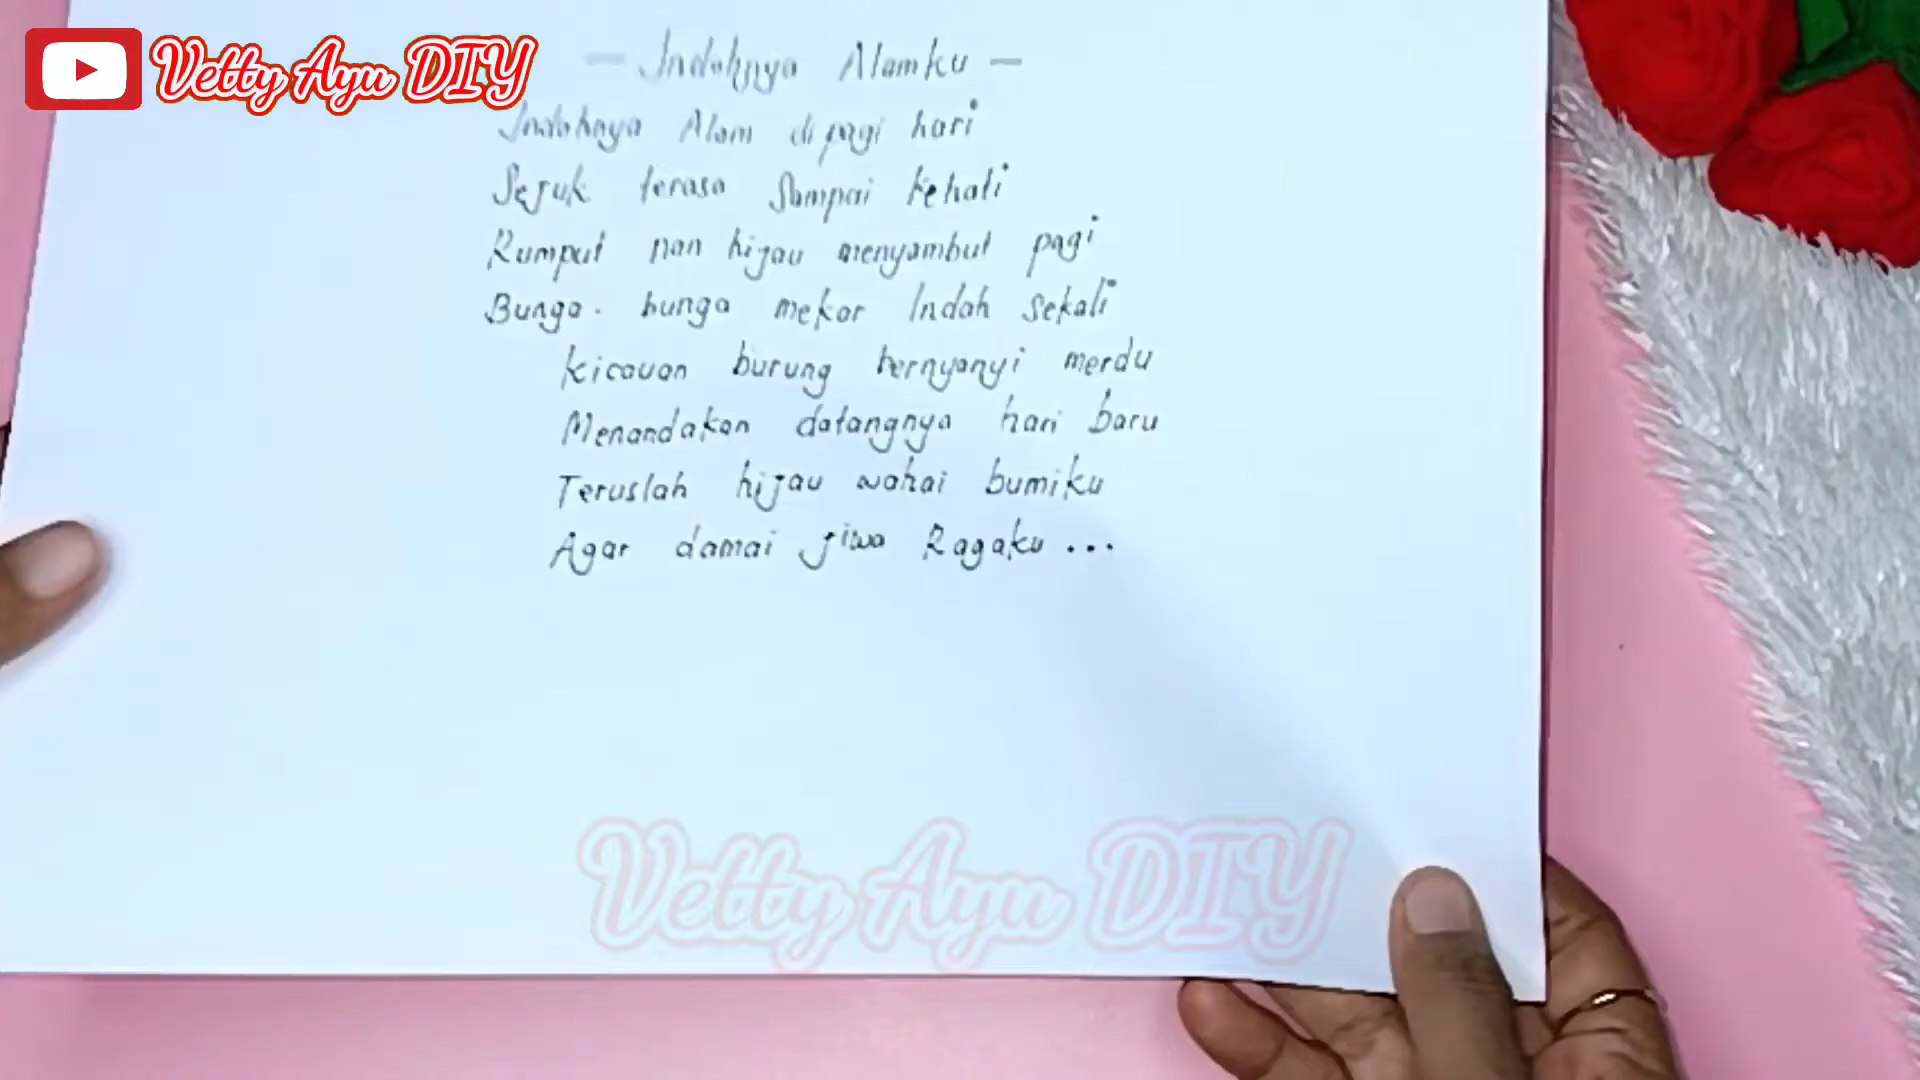 Vetty Ayu DIY
— Indahnya Alamku —
Indahnya Alam di pagi hari
Sejuk terasa Sampai kehati
Rumput nan hijau menyambut pagi
Bunga - bunga mekar Indah sekali
kicauan burung bernyanyi merdu
Menandakan datangnya hari baru
Teruslah hijau wahai bumiku
Agar damai jiwa Ragaku ...
Vetty Ayu DIY